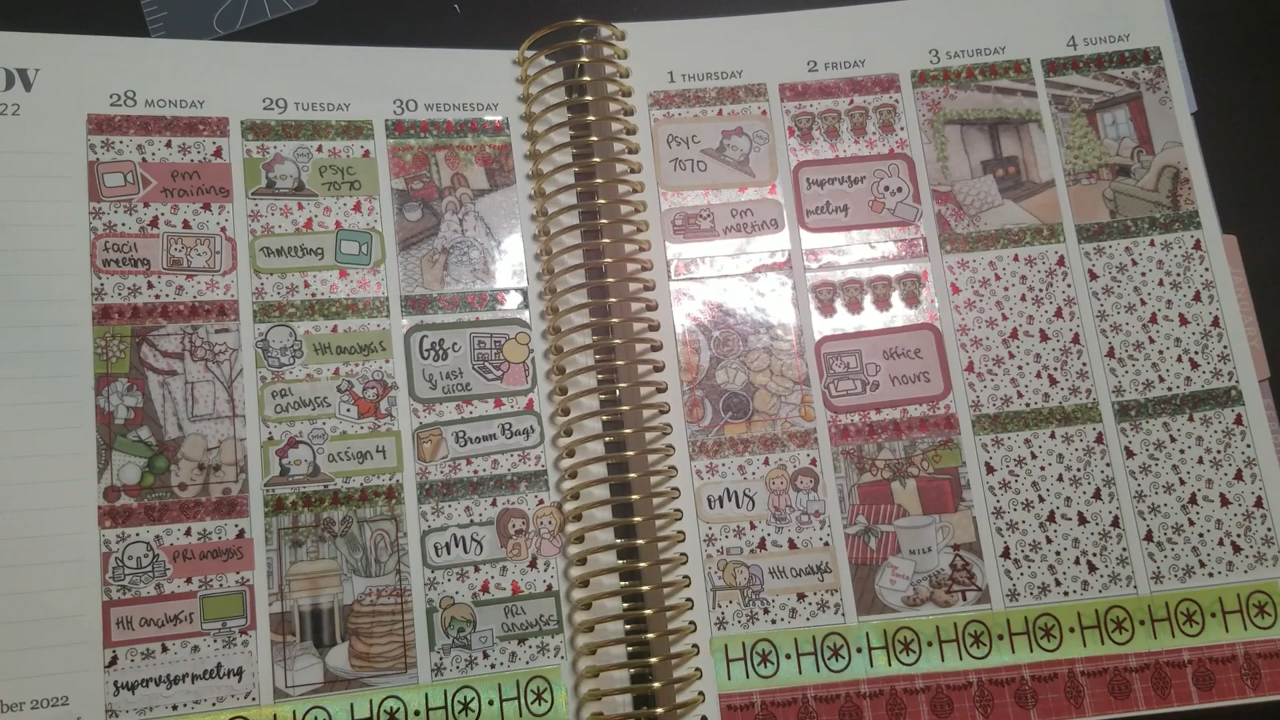 OV
22
28 MONDAY
PM
training
facil
meeting
PRI analysis
HH analysis
supervisor meeting
29 TUESDAY
PSYC
7070
TA meeting
HH analysis
PRI
analysis
assign 4
30 WEDNESDAY
GSSC
& last
circle
Brown Bags
OMS
PRI
analysis
HO•HO•HO
1 THURSDAY
PSYC
7070
PM
meeting
OMS
HH analysis
2 FRIDAY
supervisor
meeting
office
hours
MILK
COOKIES
3 SATURDAY
4 SUNDAY
HO•HO•HO•HO•HO•HO•HO•HO
ber 2022